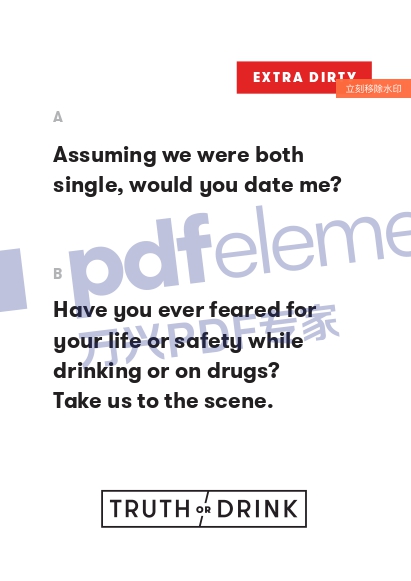 EXTRA DIRTY
立刻移除水印
A
Assuming we were both
single, would you date me?
pdfeleme
B
Have you ever feared for
your life or safety while
万兴PDF专家
drinking or on drugs?
Take us to the scene.
TRUTH OR DRINK